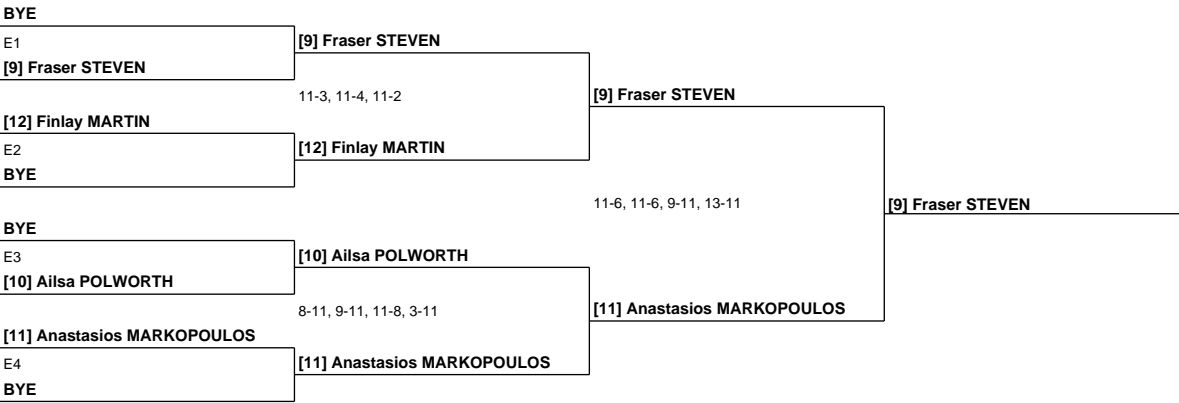 BYE
E1
[9] Fraser STEVEN
[9] Fraser STEVEN
11-3, 11-4, 11-2
[9] Fraser STEVEN
[12] Finlay MARTIN
E2
[12] Finlay MARTIN
BYE
11-6, 11-6, 9-11, 13-11
[9] Fraser STEVEN
BYE
E3
[10] Ailsa POLWORTH
[10] Ailsa POLWORTH
8-11, 9-11, 11-8, 3-11
[11] Anastasios MARKOPOULOS
[11] Anastasios MARKOPOULOS
E4
[11] Anastasios MARKOPOULOS
BYE